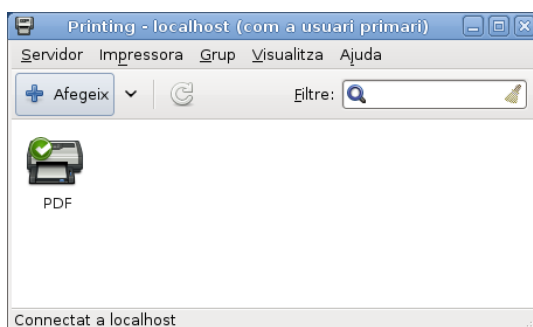 Printing - localhost (com a usuari primari)
Servidor Impressora Grup Visualitza Ajuda
Afegeix Filtre:
PDF
Connectat a localhost